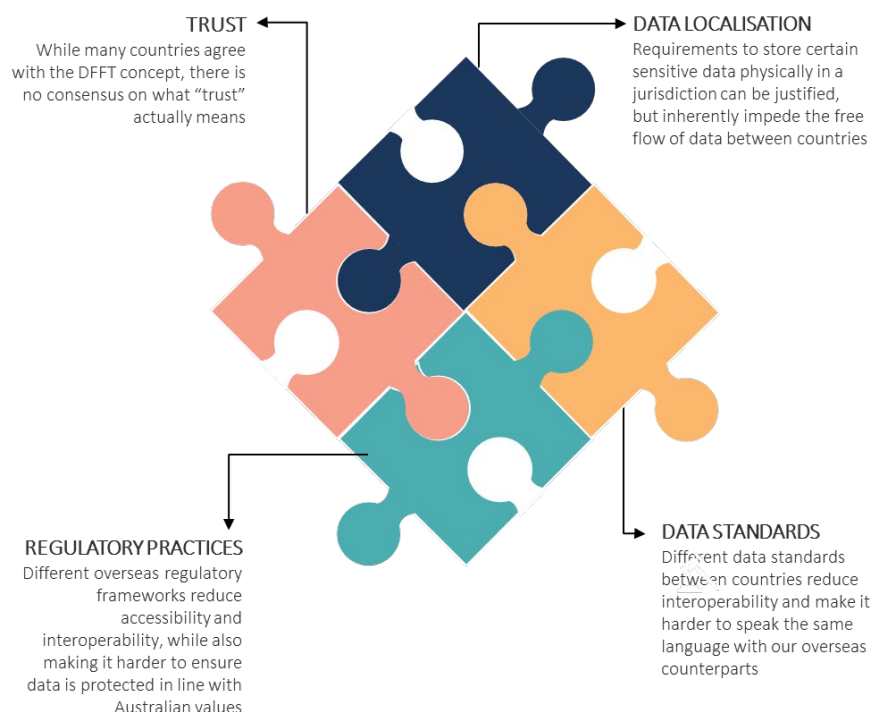 TRUST
While many countries agree
with the DFFT concept, there is
no consensus on what “trust”
actually means
DATA LOCALISATION
Requirements to store certain
sensitive data physically in a
jurisdiction can be justified,
but inherently impede the free
flow of data between countries
REGULATORY PRACTICES
Different overseas regulatory
frameworks reduce
accessibility and
interoperability, while also
making it harder to ensure
data is protected in line with
Australian values
DATA STANDARDS
Different data standards
between countries reduce
interoperability and make it
harder to speak the same
language with our overseas
counterparts